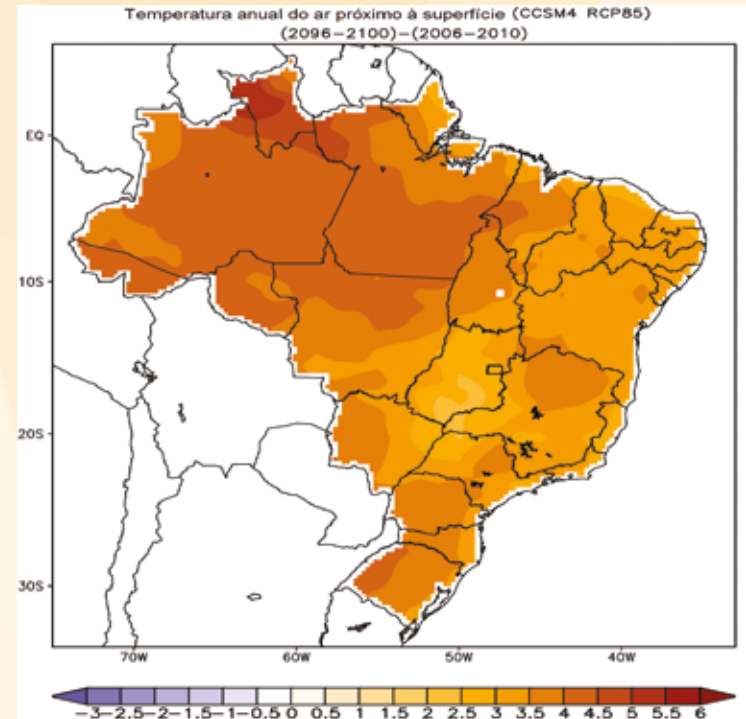 Temperatura anual do ar próximo à superfície (CCSM4 RCP85)
(2096-2100)-(2006-2010)
EQ
10S
20S
30S
70W 60W 50W 40W
-3 -2.5 -2 -1.5 -1 -0.5 0 0.5 1 1.5 2 2.5 3 3.5 4 4.5 5 5.5 6